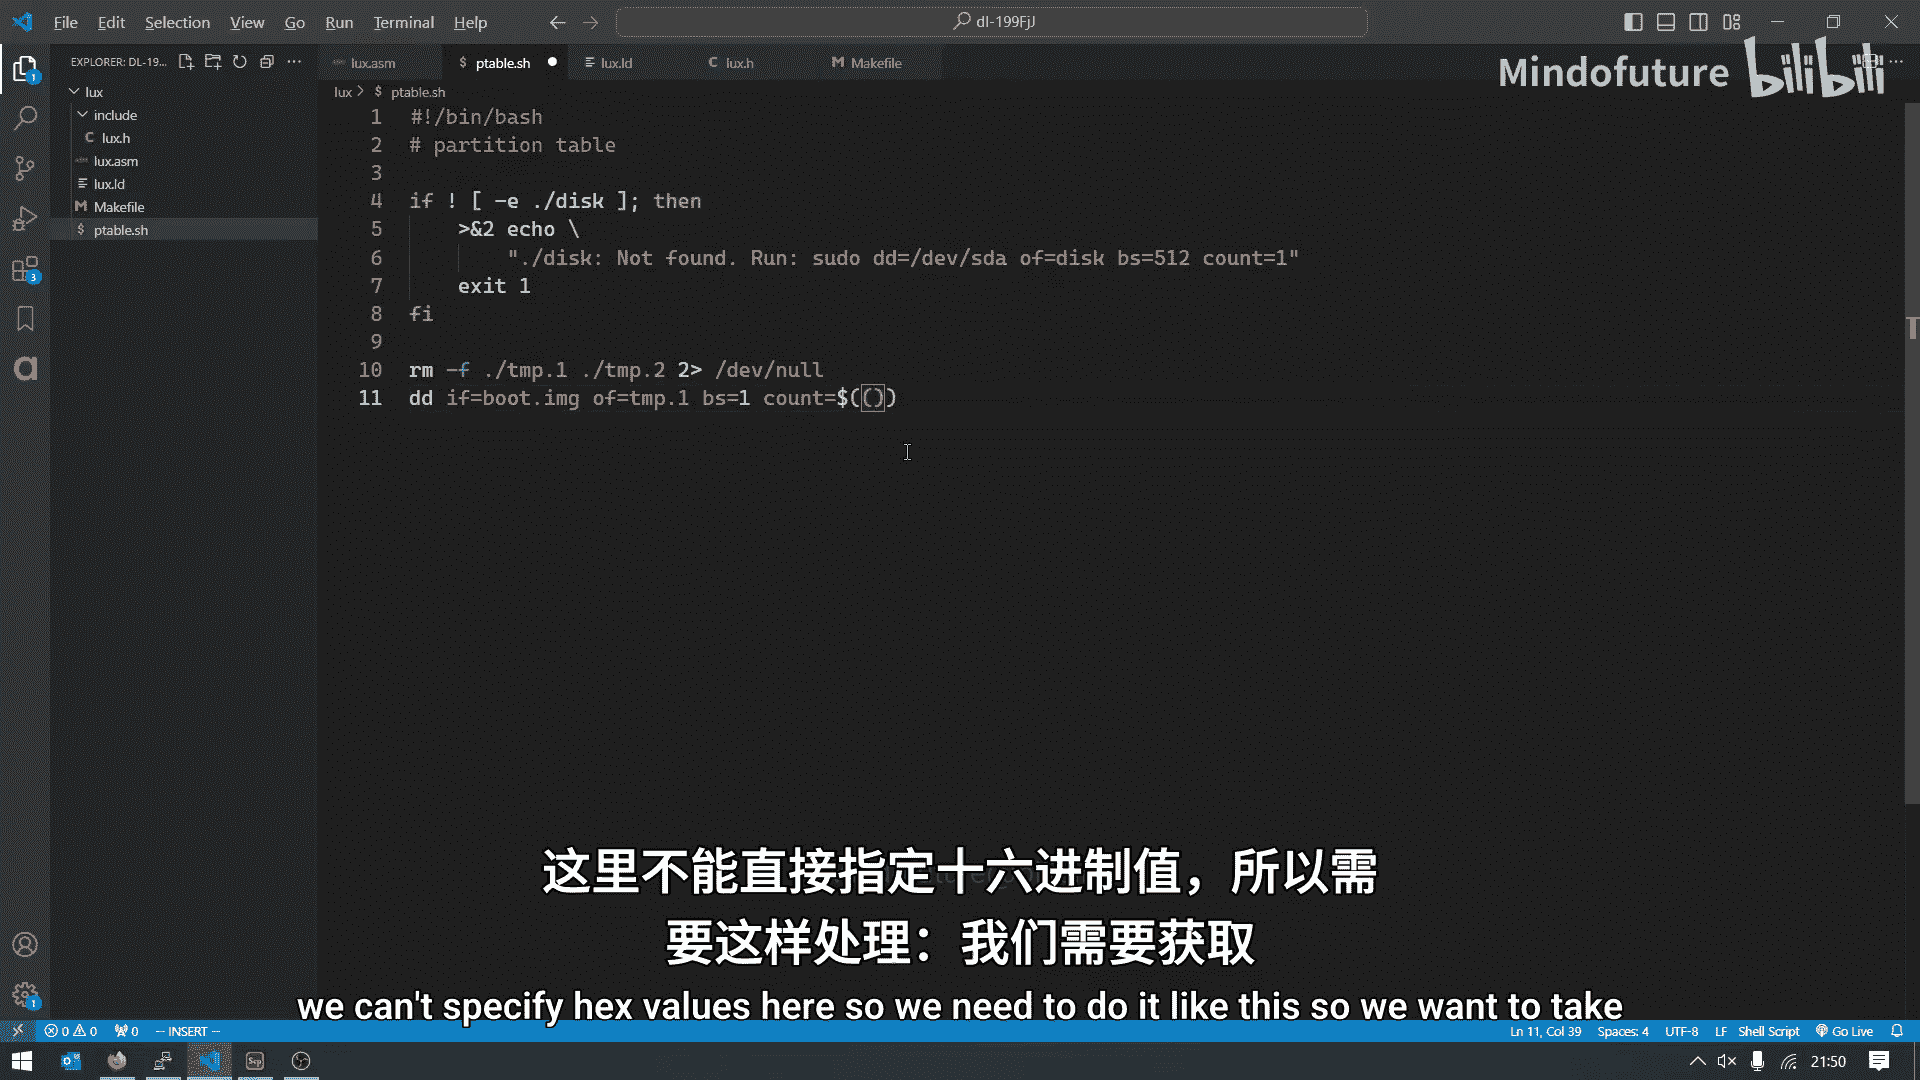 File Edit Selection View Go Run Terminal Help
dl-199FjJ
EXPLORER: DL-19...
lux.asm
ptable.sh
lux.ld
lux.h
Makefile
Mindofuture bilibili
lux
include
lux.h
lux.asm
lux.ld
Makefile
ptable.sh
lux > $ ptable.sh
1 #!/bin/bash
2 # partition table
3
4 if ! [ -e ./disk ]; then
5 >&2 echo \
6 "./disk: Not found. Run: sudo dd=/dev/sda of=disk bs=512 count=1"
7 exit 1
8 fi
9
10 rm -f ./tmp.1 ./tmp.2 2> /dev/null
11 dd if=boot.img of=tmp.1 bs=1 count=$(())
这里不能直接指定十六进制值，所以需
要这样处理：我们需要获取
we can't specify hex values here so we need to do it like this so we want to take
0 0 0 -- INSERT -- Ln 11, Col 39 Spaces: 4 UTF-8 LF Shell Script Go Live
21:50